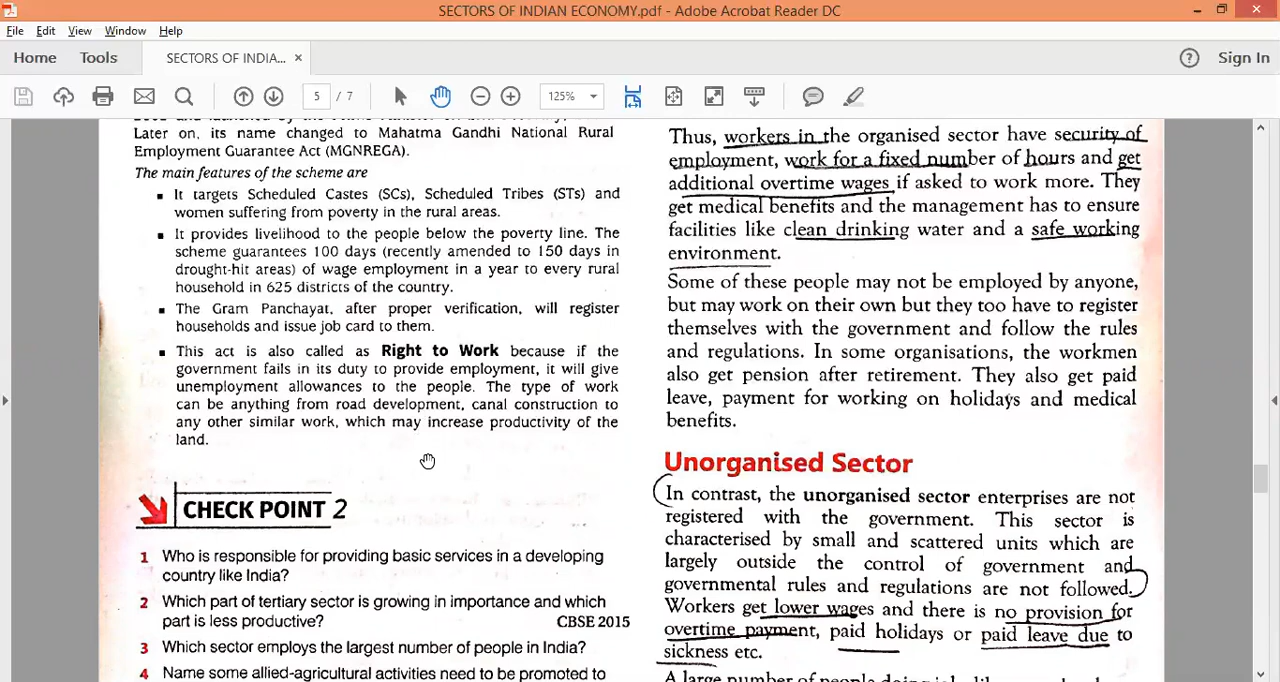 SECTORS OF INDIAN ECONOMY.pdf - Adobe Acrobat Reader DC
File Edit View Window Help
Home Tools SECTORS OF INDIA... × Sign In
5 / 7 125%
Later on, its name changed to Mahatma Gandhi National Rural
Employment Guarantee Act (MGNREGA).
The main features of the scheme are
It targets Scheduled Castes (SCs), Scheduled Tribes (STs) and
women suffering from poverty in the rural areas.
It provides livelihood to the people below the poverty line. The
scheme guarantees 100 days (recently amended to 150 days in
drought-hit areas) of wage employment in a year to every rural
household in 625 districts of the country.
The Gram Panchayat, after proper verification, will register
households and issue job card to them.
This act is also called as Right to Work because if the
government fails in its duty to provide employment, it will give
unemployment allowances to the people. The type of work
can be anything from road development, canal construction to
any other similar work, which may increase productivity of the
land.
CHECK POINT 2
1 Who is responsible for providing basic services in a developing
country like India?
2 Which part of tertiary sector is growing in importance and which
part is less productive? CBSE 2015
3 Which sector employs the largest number of people in India?
4 Name some allied-agricultural activities need to be promoted to
Thus, workers in the organised sector have security of
employment, work for a fixed number of hours and get
additional overtime wages if asked to work more. They
get medical benefits and the management has to ensure
facilities like clean drinking water and a safe working
environment.
Some of these people may not be employed by anyone,
but may work on their own but they too have to register
themselves with the government and follow the rules
and regulations. In some organisations, the workmen
also get pension after retirement. They also get paid
leave, payment for working on holidays and medical
benefits.
Unorganised Sector
In contrast, the unorganised sector enterprises are not
registered with the government. This sector is
characterised by small and scattered units which are
largely outside the control of government and
governmental rules and regulations are not followed.
Workers get lower wages and there is no provision for
overtime payment, paid holidays or paid leave due to
sickness etc.